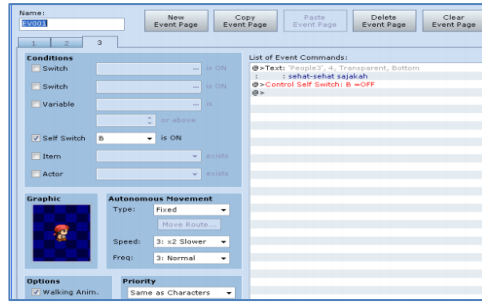 Name:
EV001
New Event Page
Copy Event Page
Paste Event Page
Delete Event Page
Clear Event Page
1 2 3
Conditions
Switch ... is ON
Switch ... is ON
Variable ... is
or above
Self Switch B is ON
Item exists
Actor exists
Graphic
Autonomous Movement
Type: Fixed
Move Route...
Speed: 3: x2 Slower
Freq: 3: Normal
Options
Walking Anim.
Priority
Same as Characters
List of Event Commands:
@>Text: 'People3', 4, Transparent, Bottom
: sehat-sehat sajakah
@>Control Self Switch: B =OFF
@>